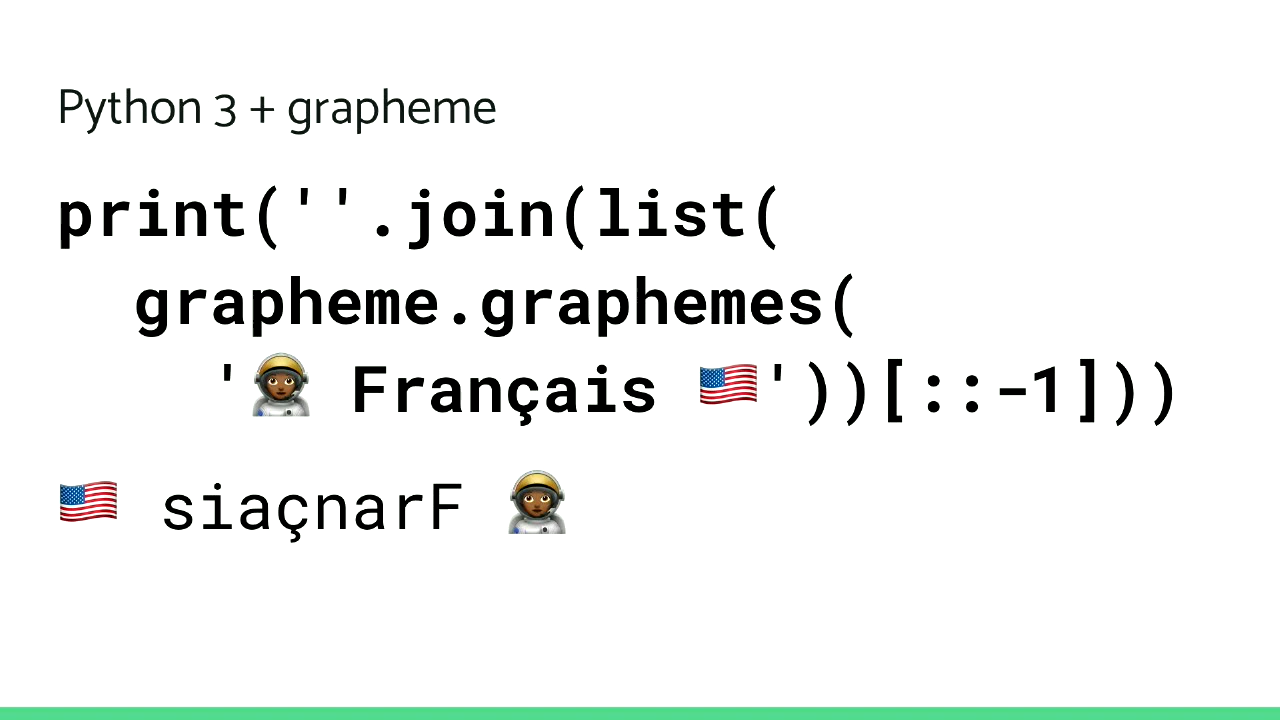 Python 3 + grapheme
print(''.join(list(
  grapheme.graphemes(
    '👩🏾‍🚀 Français 🇺🇸'))[::-1]))
🇺🇸 siaçnarF 👩🏾‍🚀